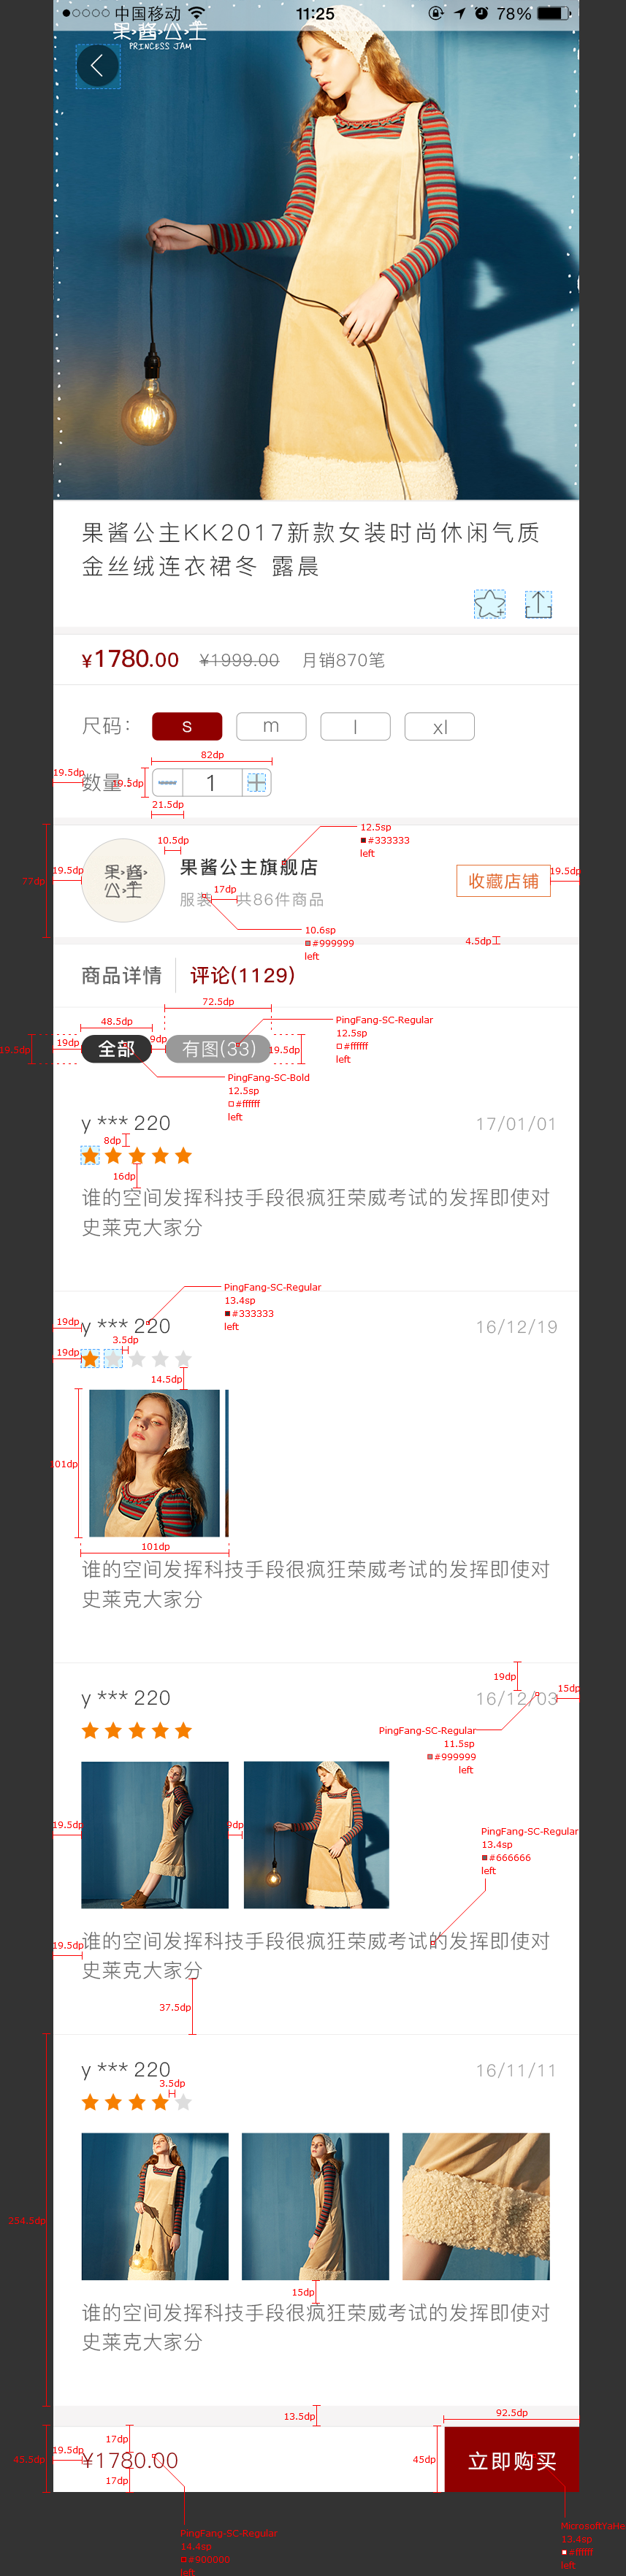 中国移动
11:25
78%
果酱公主
PRINCESS JAM
果酱公主KK2017新款女装时尚休闲气质
金丝绒连衣裙冬 露晨
¥1780.00 ¥1999.00 月销870笔
尺码： s m l xl
82dp
19.5dp
数量： 1
19.5dp
21.5dp
12.5sp
#333333
left
10.5dp
77dp
19.5dp
果酱公主
果酱公主旗舰店
服装 共86件商品
17dp
收藏店铺
19.5dp
10.6sp
#999999
left
4.5dp
商品详情 评论(1129)
72.5dp
48.5dp
PingFang-SC-Regular
12.5sp
#ffffff
left
19.5dp
19dp
全部
9dp
有图(33)
19.5dp
PingFang-SC-Bold
12.5sp
#ffffff
left
y *** 220 17/01/01
8dp
16dp
谁的空间发挥科技手段很疯狂荣威考试的发挥即使对
史莱克大家分
PingFang-SC-Regular
13.4sp
#333333
left
19dp
y *** 220 16/12/19
3.5dp
19dp
14.5dp
101dp
101dp
谁的空间发挥科技手段很疯狂荣威考试的发挥即使对
史莱克大家分
19dp
15dp
y *** 220 16/12/03
PingFang-SC-Regular
11.5sp
#999999
left
19.5dp
9dp
PingFang-SC-Regular
13.4sp
#666666
left
谁的空间发挥科技手段很疯狂荣威考试的发挥即使对
史莱克大家分
19.5dp
37.5dp
y *** 220 16/11/11
3.5dp
254.5dp
15dp
谁的空间发挥科技手段很疯狂荣威考试的发挥即使对
史莱克大家分
13.5dp
92.5dp
17dp
19.5dp
¥1780.00
45.5dp
45dp
立即购买
17dp
PingFang-SC-Regular
14.4sp
#900000
left
MicrosoftYaHe
13.4sp
#ffffff
left